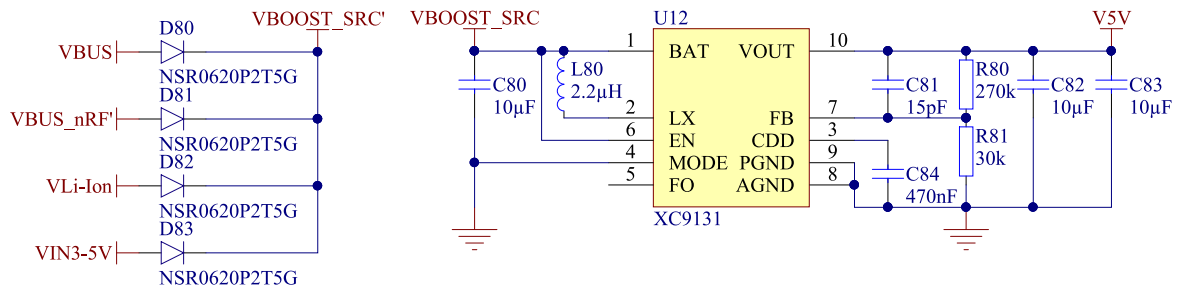 VBOOST_SRC'
D80
VBUS
NSR0620P2T5G
D81
VBUS_nRF'
NSR0620P2T5G
D82
VLi-Ion
NSR0620P2T5G
D83
VIN3-5V
NSR0620P2T5G
VBOOST_SRC
C80
10µF
L80
2.2µH
U12
1 BAT VOUT 10
2 LX FB 7
6 EN CDD 3
4 MODE PGND 9
5 FO AGND 8
XC9131
C81
15pF
R80
270k
R81
30k
C84
470nF
C82
10µF
C83
10µF
V5V